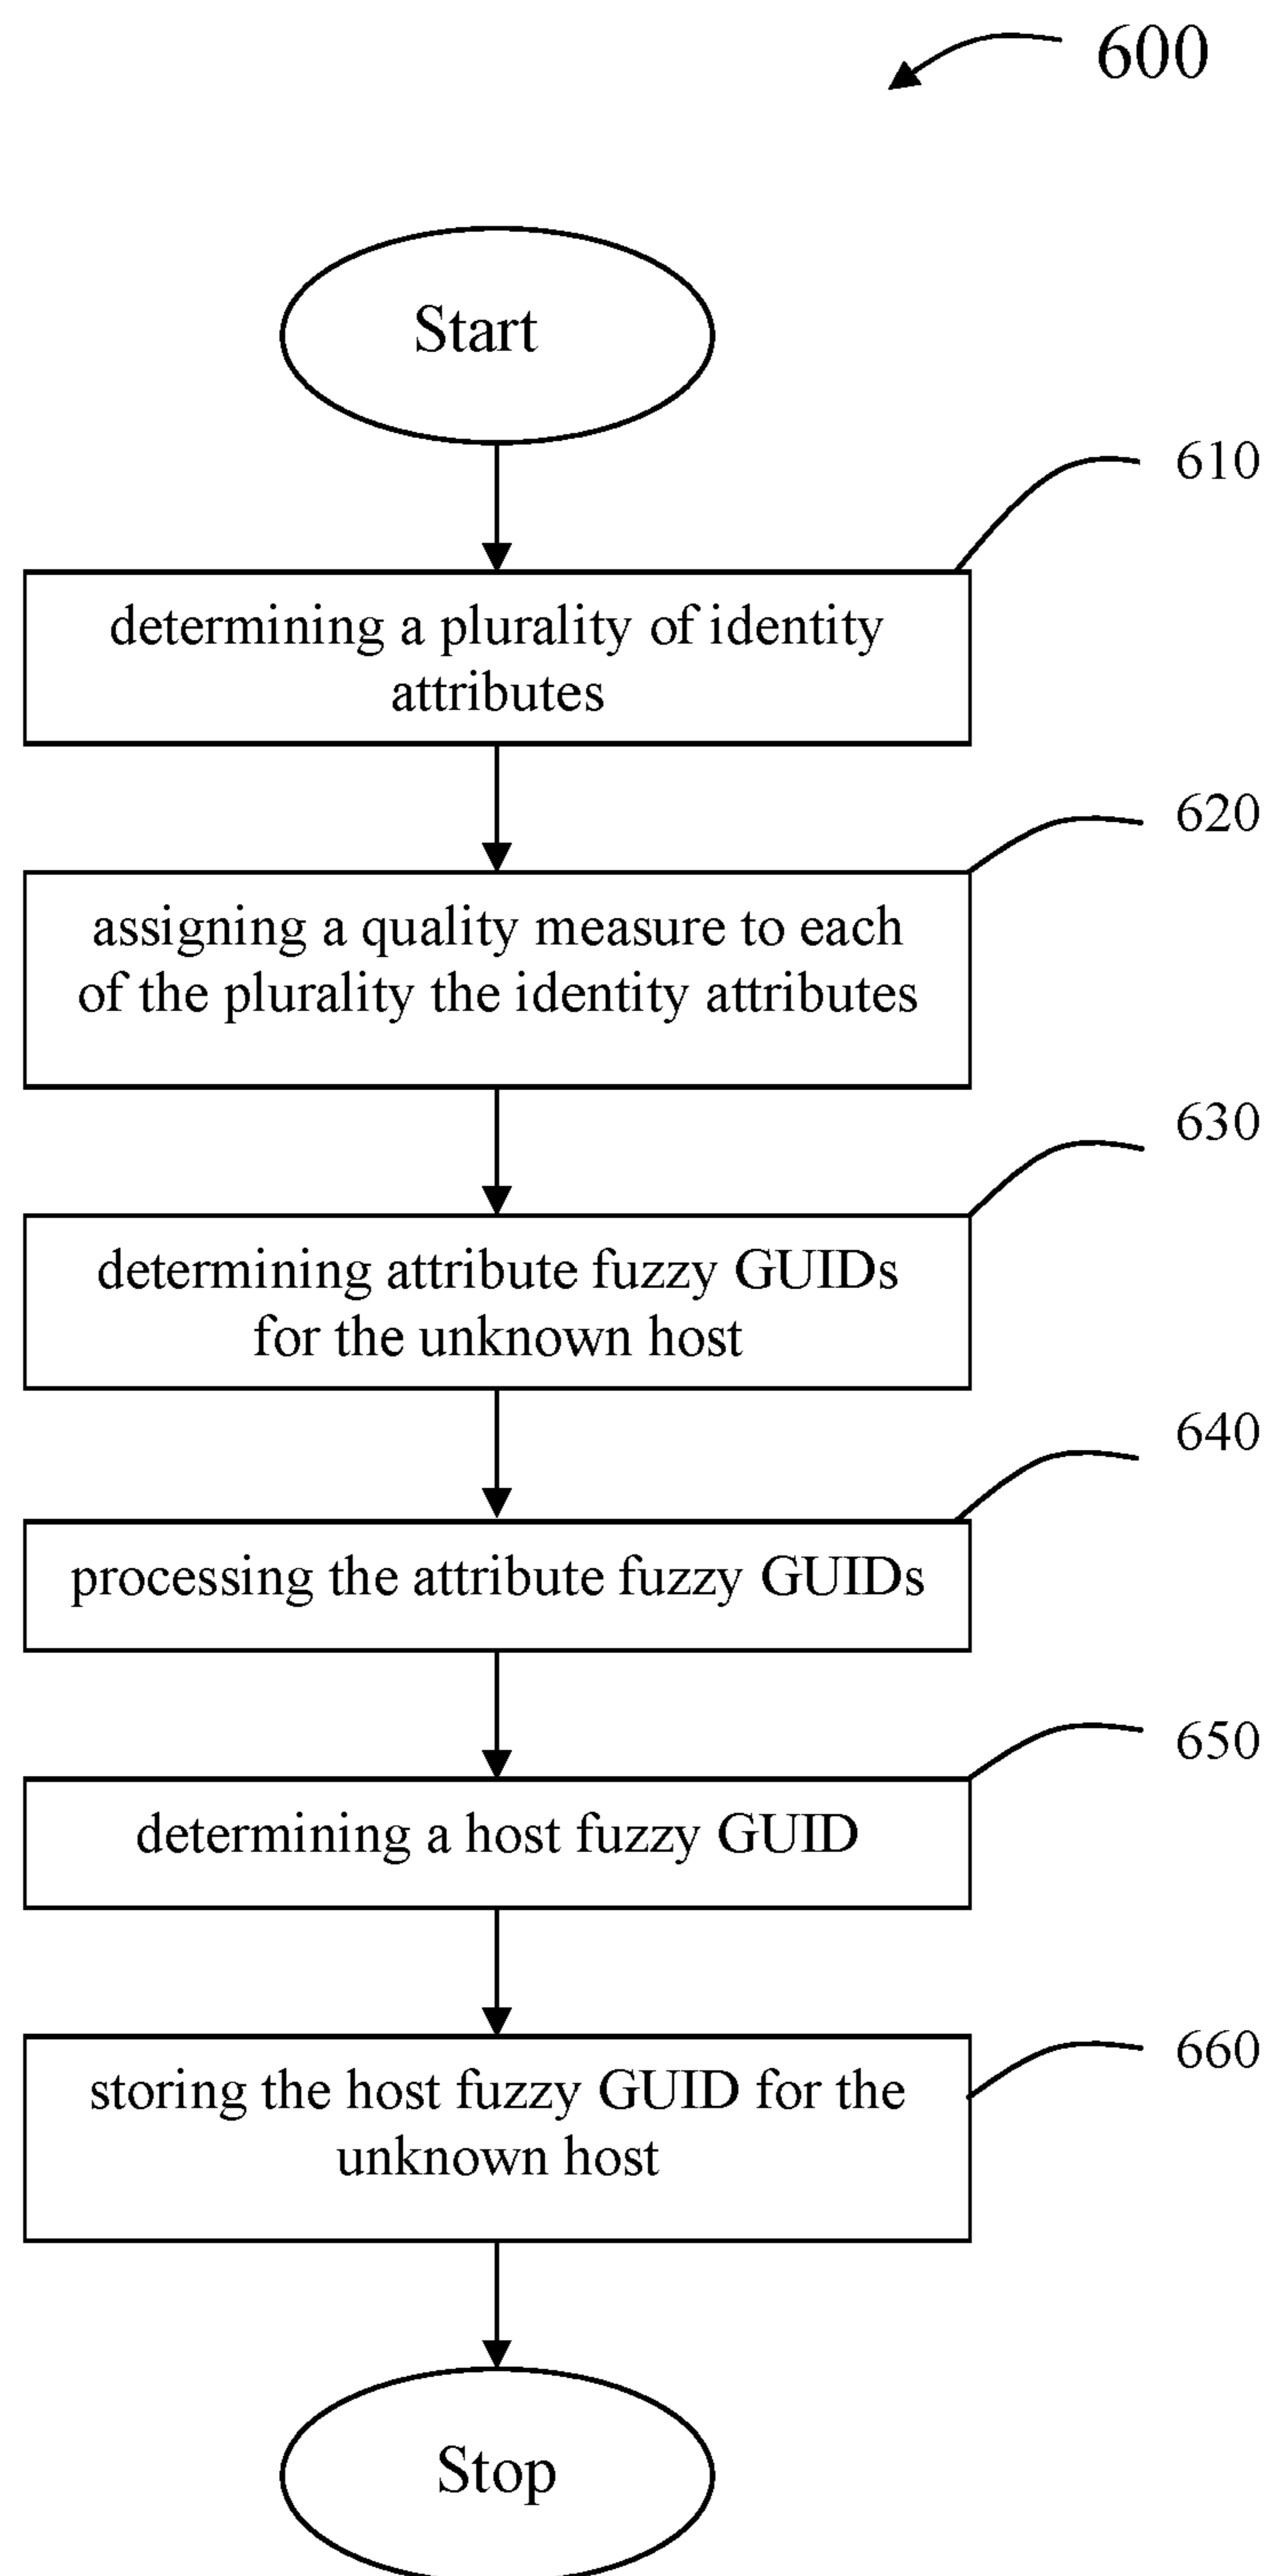 600
Start
610
determining a plurality of identity
attributes
620
assigning a quality measure to each
of the plurality the identity attributes
630
determining attribute fuzzy GUIDs
for the unknown host
640
processing the attribute fuzzy GUIDs
650
determining a host fuzzy GUID
660
storing the host fuzzy GUID for the
unknown host
Stop